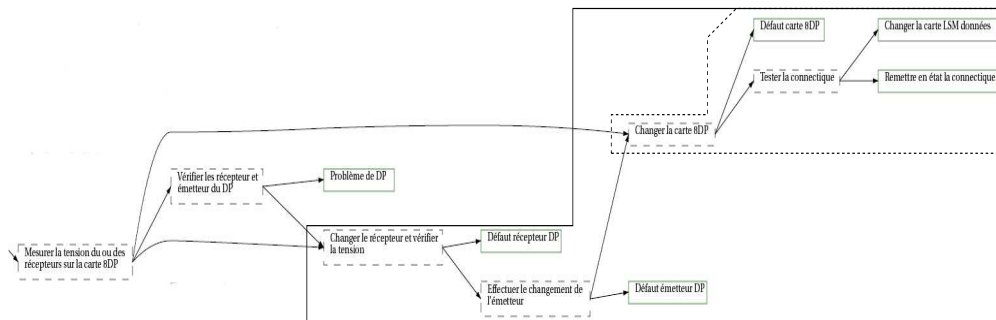 Défaut carte 8DP
Changer la carte LSM données
Tester la connectique
Remettre en état la connectique
Changer la carte 8DP
Vérifier les récepteur et
émetteur du DP
Problème de DP
Mesurer la tension du ou des
récepteurs sur la carte 8DP
Changer le récepteur et vérifier
la tension
Défaut récepteur DP
Effectuer le changement de
l'émetteur
Défaut émetteur DP